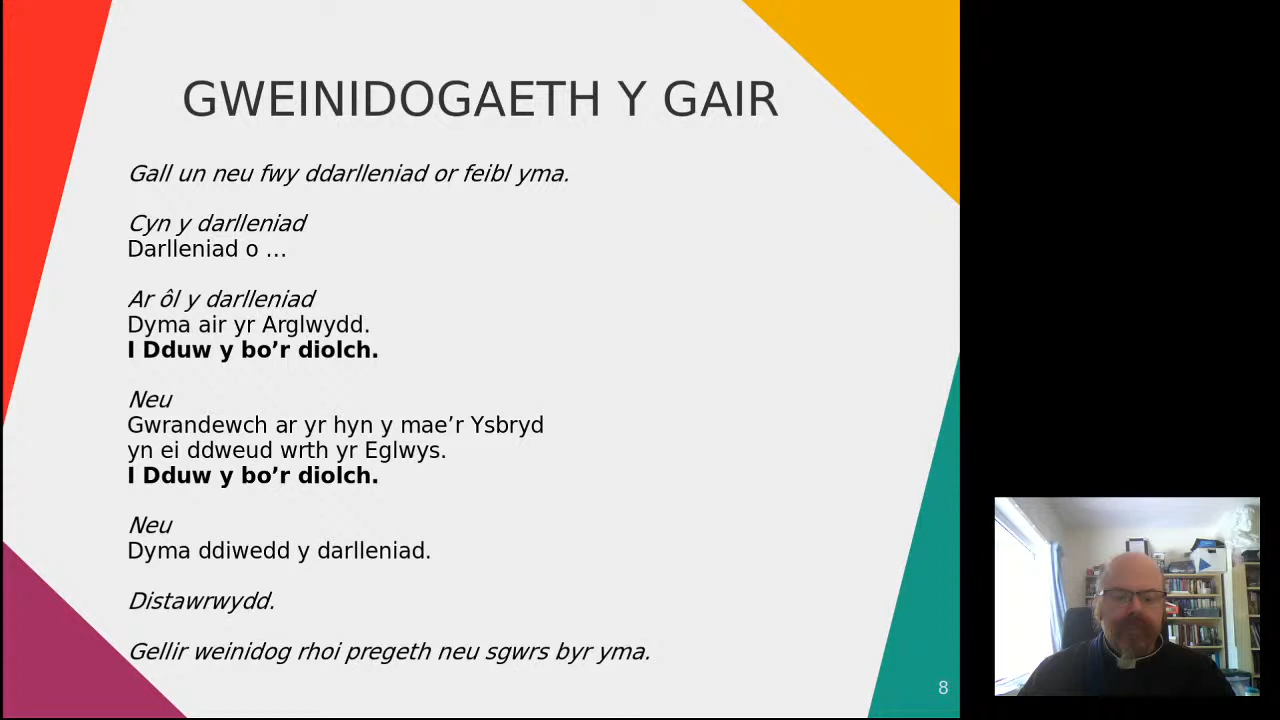 GWEINIDOGAETH Y GAIR
Gall un neu fwy ddarlleniad or feibl yma.
Cyn y darlleniad
Darlleniad o ...
Ar ôl y darlleniad
Dyma air yr Arglwydd.
I Dduw y bo’r diolch.
Neu
Gwrandewch ar yr hyn y mae’r Ysbryd
yn ei ddweud wrth yr Eglwys.
I Dduw y bo’r diolch.
Neu
Dyma ddiwedd y darlleniad.
Distawrwydd.
Gellir weinidog rhoi pregeth neu sgwrs byr yma.
8